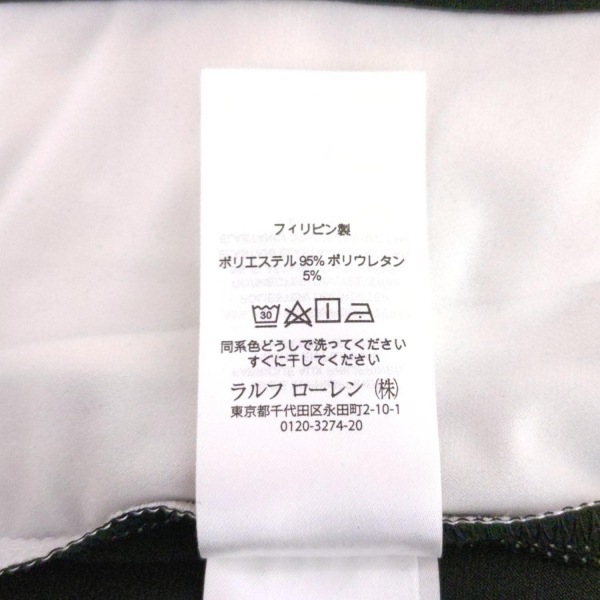 フィリピン製
ポリエステル 95% ポリウレタン
5%
30
同系色どうしで洗ってください
すぐに干してください
ラルフ ローレン (株)
東京都千代田区永田町2-10-1
0120-3274-20